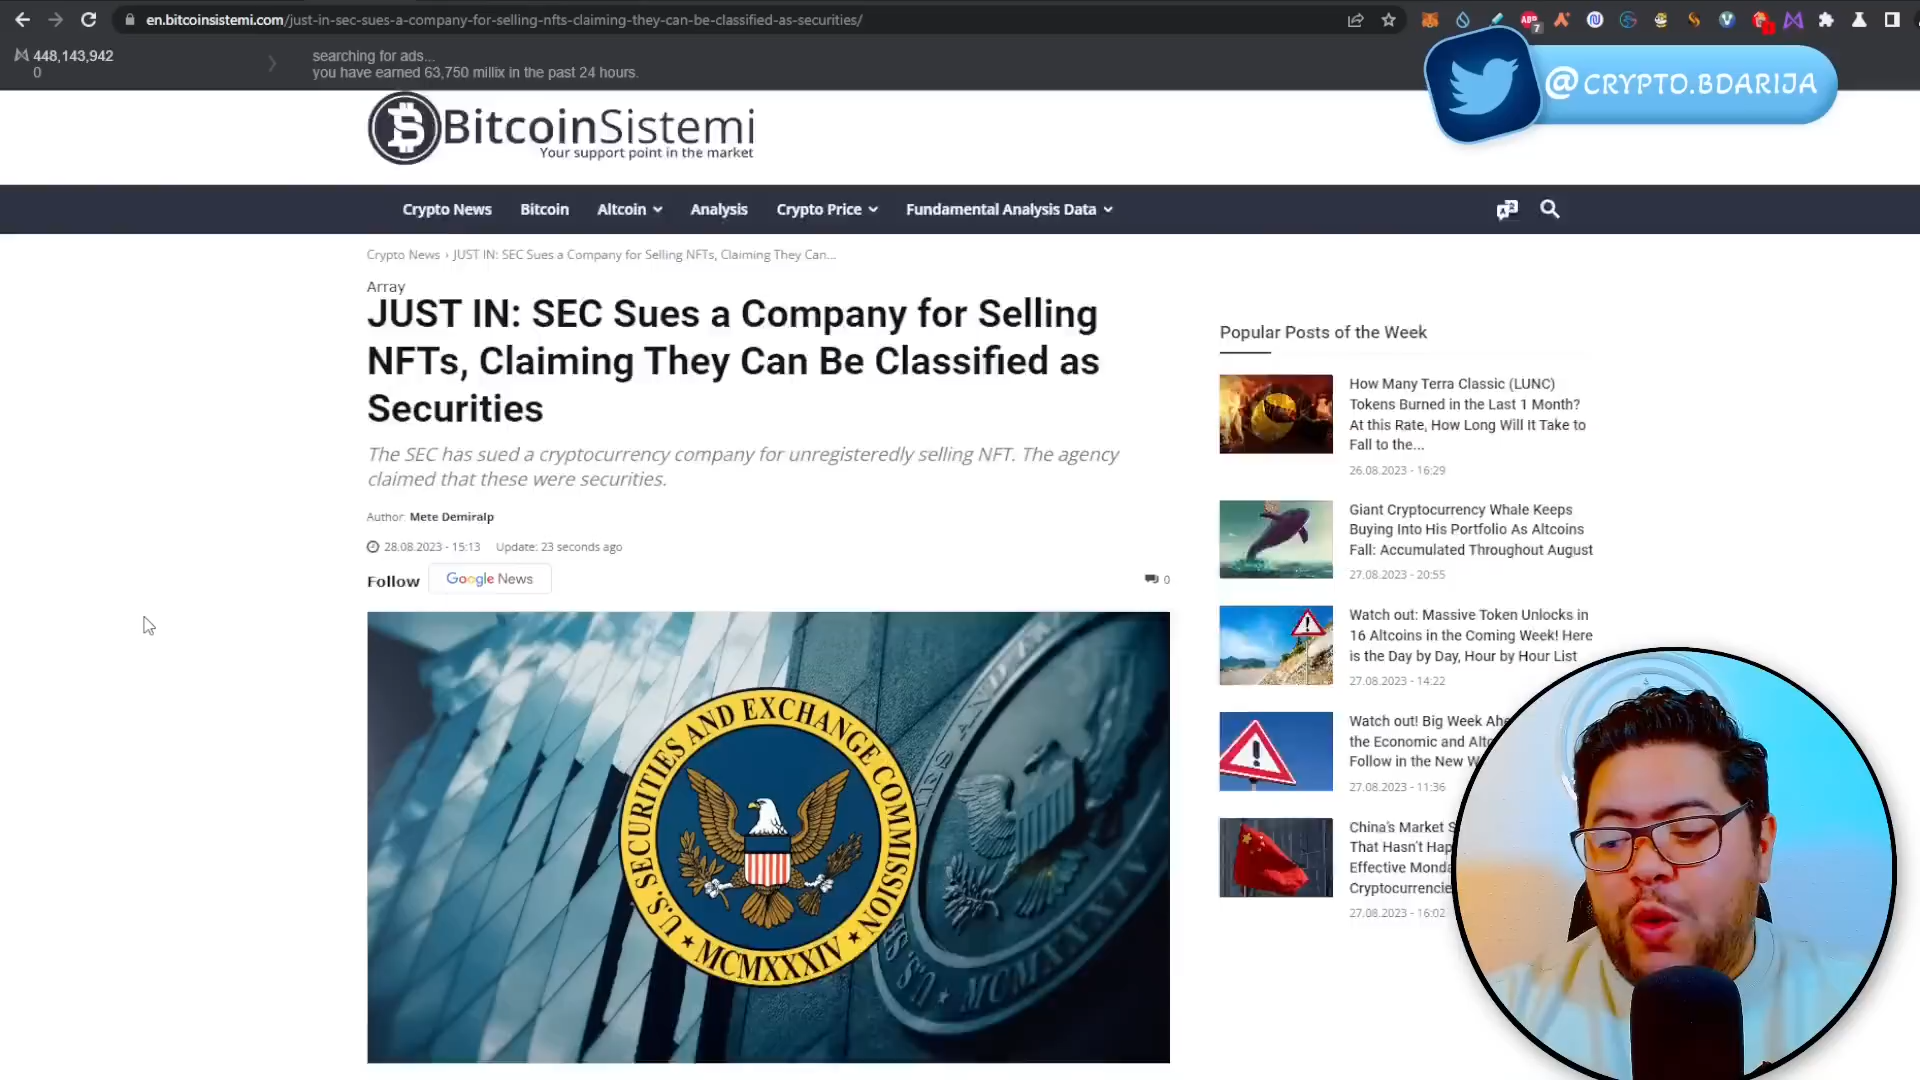 en.bitcoinsistemi.com/just-in-sec-sues-a-company-for-selling-nfts-claiming-they-can-be-classified-as-securities/
448,143,942
0
searching for ads...
you have earned 63,750 millix in the past 24 hours.
@CRYPTO.BDARIJA
BitcoinSistemi
Your support point in the market
Crypto News Bitcoin Altcoin Analysis Crypto Price Fundamental Analysis Data
Crypto News › JUST IN: SEC Sues a Company for Selling NFTs, Claiming They Can...
Array
JUST IN: SEC Sues a Company for Selling
NFTs, Claiming They Can Be Classified as
Securities
The SEC has sued a cryptocurrency company for unregisteredly selling NFT. The agency
claimed that these were securities.
Author: Mete Demiralp
28.08.2023 - 15:13 Update: 23 seconds ago
Follow Google News
0
U.S. SECURITIES AND EXCHANGE COMMISSION
MCMXXXIV
Popular Posts of the Week
How Many Terra Classic (LUNC)
Tokens Burned in the Last 1 Month?
At this Rate, How Long Will It Take to
Fall to the...
26.08.2023 - 16:29
Giant Cryptocurrency Whale Keeps
Buying Into His Portfolio As Altcoins
Fall: Accumulated Throughout August
27.08.2023 - 20:55
Watch out: Massive Token Unlocks in
16 Altcoins in the Coming Week! Here
is the Day by Day, Hour by Hour List
27.08.2023 - 14:22
Watch out! Big Week Ahe
the Economic and Altc
Follow in the New W
27.08.2023 - 11:36
China's Market S
That Hasn't Hap
Effective Monda
Cryptocurrencie
27.08.2023 - 16:02